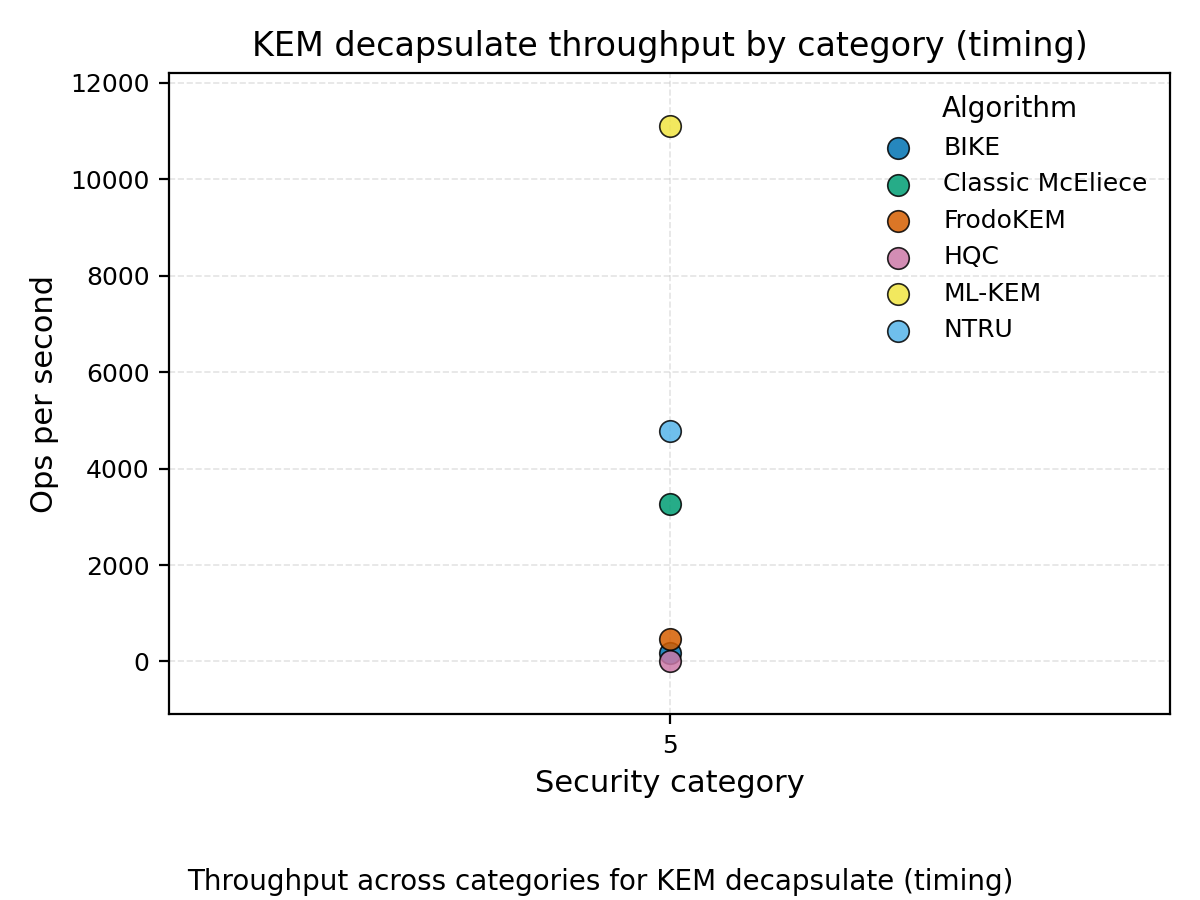 KEM decapsulate throughput by category (timing)
12000
10000
8000
6000
4000
2000
0
Ops per second
Algorithm
BIKE
Classic McEliece
FrodoKEM
HQC
ML-KEM
NTRU
5
Security category
Throughput across categories for KEM decapsulate (timing)